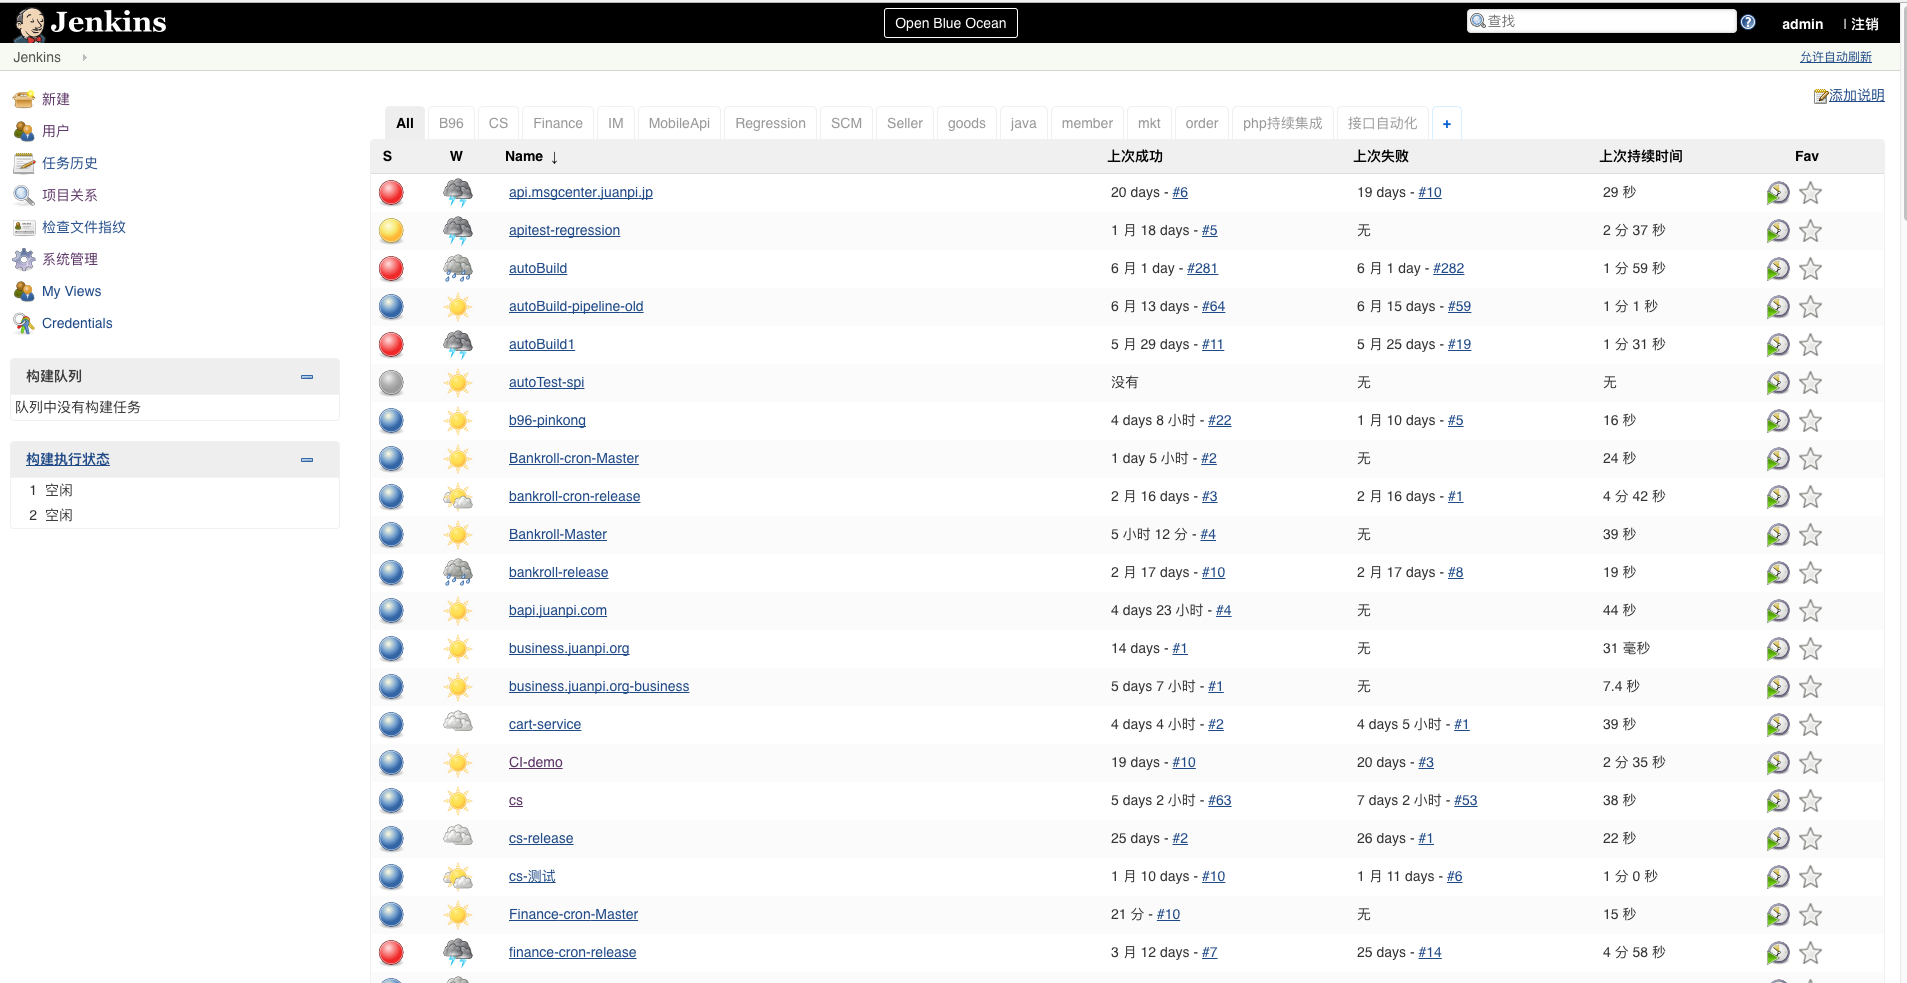 Jenkins
Open Blue Ocean
查找
admin
| 注销
Jenkins
允许自动刷新
新建
用户
任务历史
项目关系
检查文件指纹
系统管理
My Views
Credentials
构建队列
队列中没有构建任务
构建执行状态
1 空闲
2 空闲
添加说明
All B96 CS Finance IM MobileApi Regression SCM Seller goods java member mkt order php持续集成 接口自动化 +
S W Name ↓ 上次成功 上次失败 上次持续时间 Fav
api.msgcenter.juanpi.jp 20 days - #6 19 days - #10 29 秒
apitest-regression 1 月 18 days - #5 无 2 分 37 秒
autoBuild 6 月 1 day - #281 6 月 1 day - #282 1 分 59 秒
autoBuild-pipeline-old 6 月 13 days - #64 6 月 15 days - #59 1 分 1 秒
autoBuild1 5 月 29 days - #11 5 月 25 days - #19 1 分 31 秒
autoTest-spi 没有 无 无
b96-pinkong 4 days 8 小时 - #22 1 月 10 days - #5 16 秒
Bankroll-cron-Master 1 day 5 小时 - #2 无 24 秒
bankroll-cron-release 2 月 16 days - #3 2 月 16 days - #1 4 分 42 秒
Bankroll-Master 5 小时 12 分 - #4 无 39 秒
bankroll-release 2 月 17 days - #10 2 月 17 days - #8 19 秒
bapi.juanpi.com 4 days 23 小时 - #4 无 44 秒
business.juanpi.org 14 days - #1 无 31 毫秒
business.juanpi.org-business 5 days 7 小时 - #1 无 7.4 秒
cart-service 4 days 4 小时 - #2 4 days 5 小时 - #1 39 秒
CI-demo 19 days - #10 20 days - #3 2 分 35 秒
cs 5 days 2 小时 - #63 7 days 2 小时 - #53 38 秒
cs-release 25 days - #2 26 days - #1 22 秒
cs-测试 1 月 10 days - #10 1 月 11 days - #6 1 分 0 秒
Finance-cron-Master 21 分 - #10 无 15 秒
finance-cron-release 3 月 12 days - #7 25 days - #14 4 分 58 秒